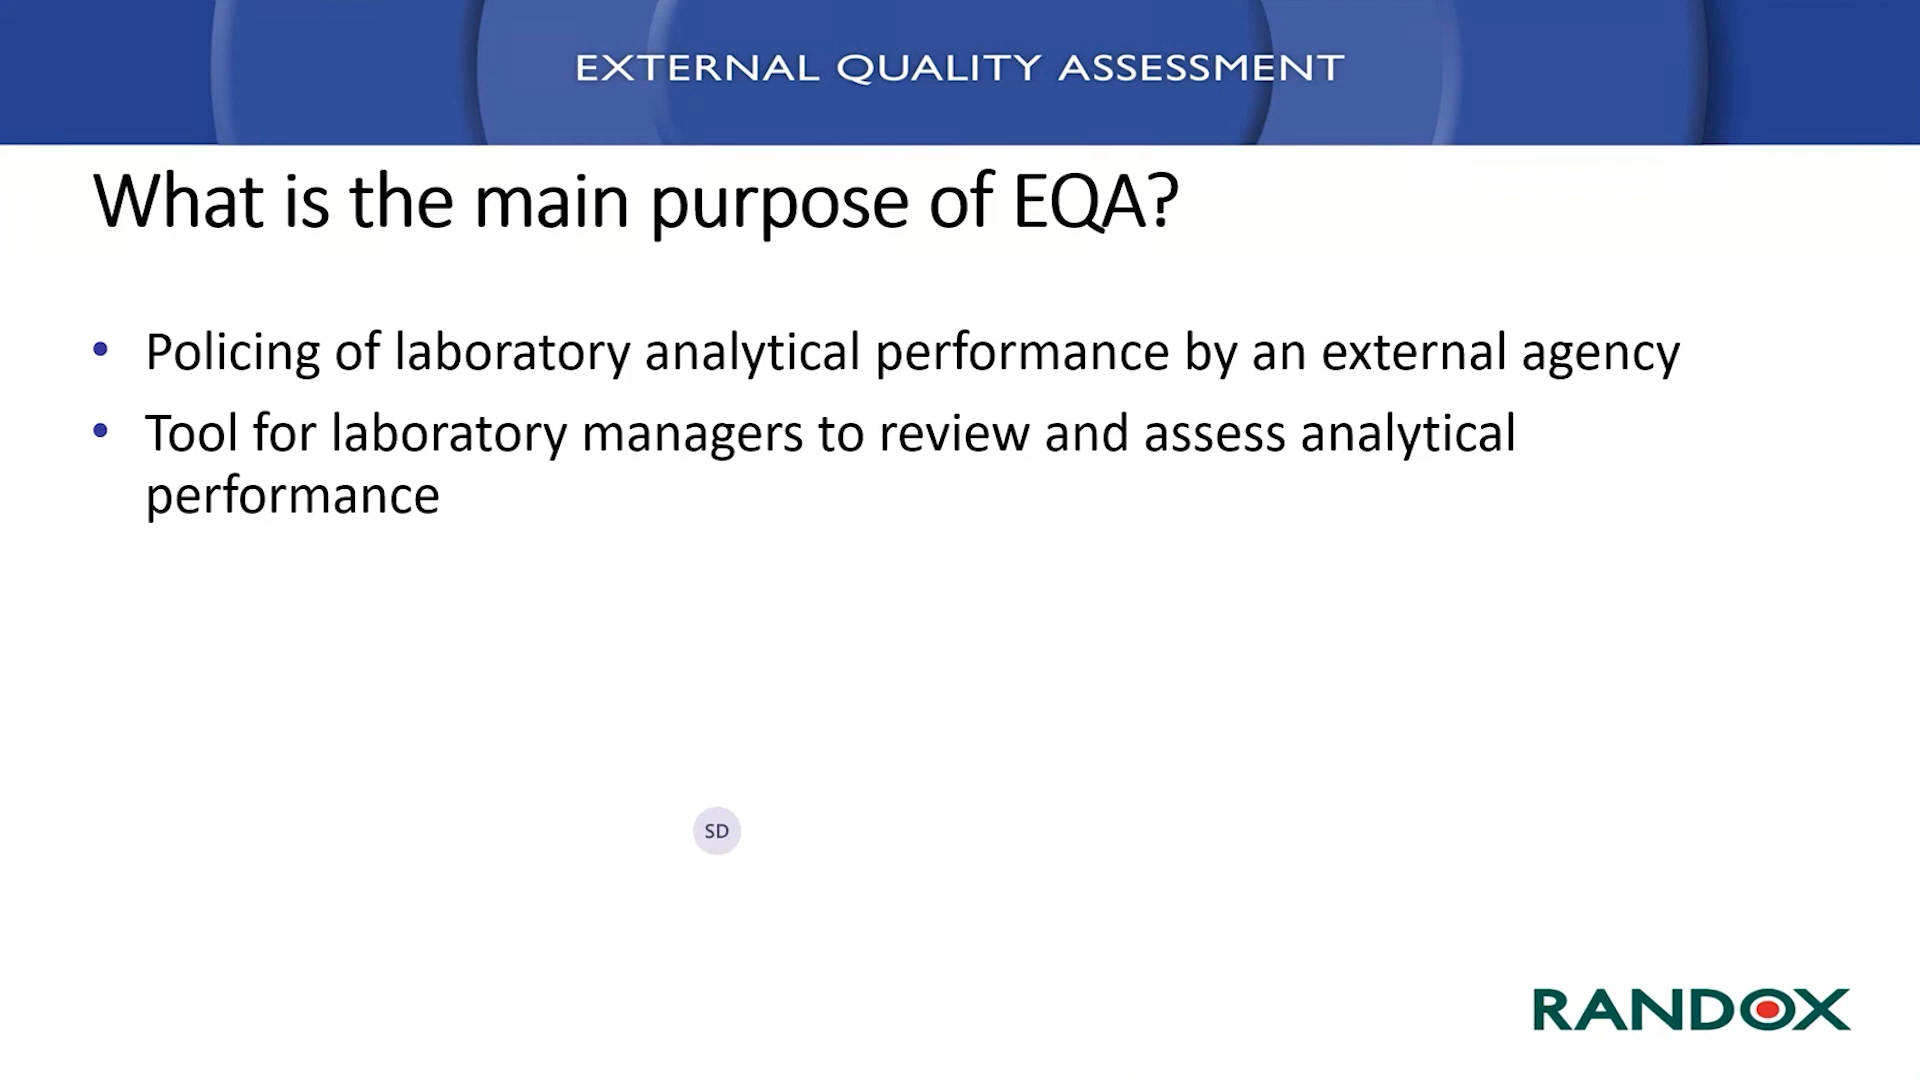 EXTERNAL QUALITY ASSESSMENT
What is the main purpose of EQA?
• Policing of laboratory analytical performance by an external agency
• Tool for laboratory managers to review and assess analytical
performance
SD
RANDOX